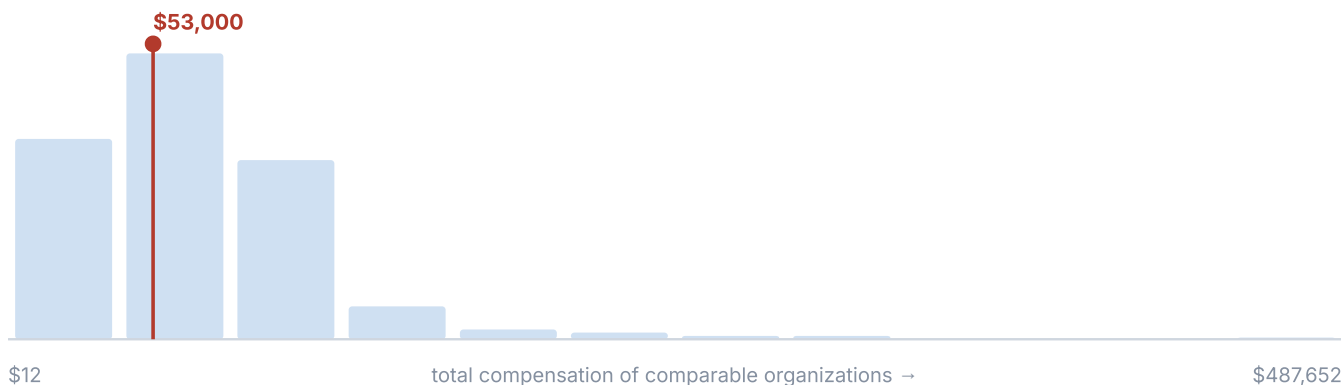 $53,000
$12 total compensation of comparable organizations → $487,652